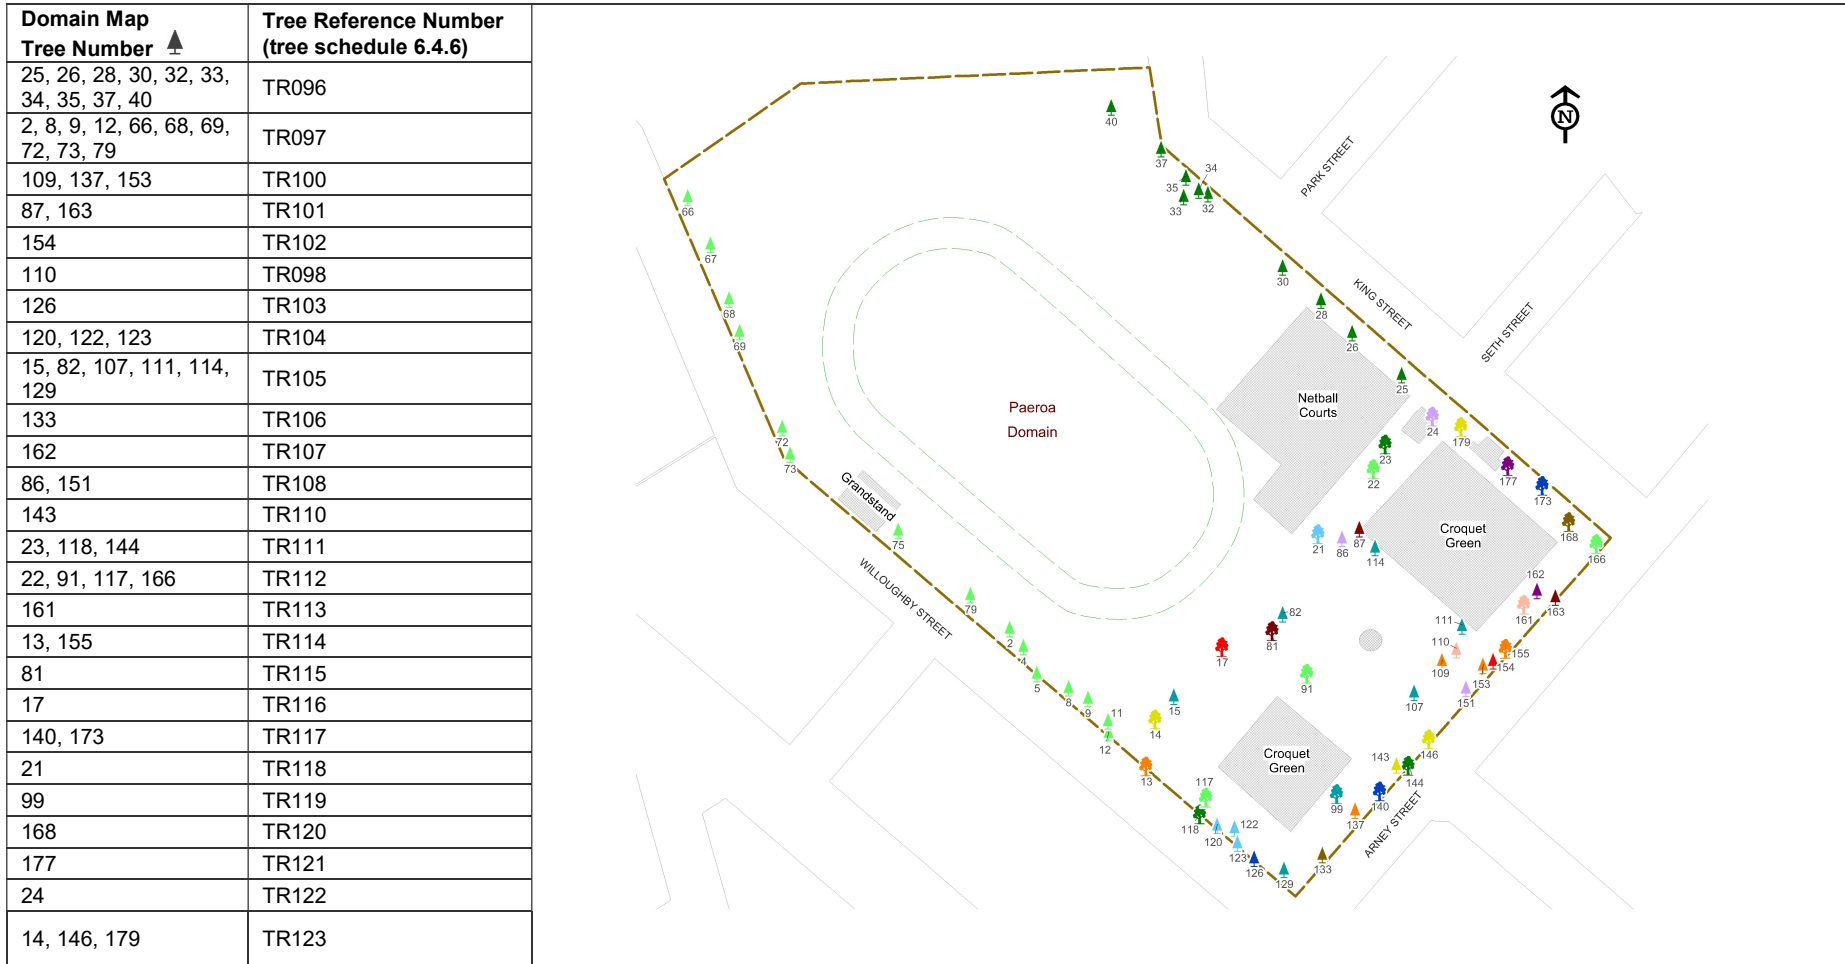 Domain Map
Tree Number
Tree Reference Number
(tree schedule 6.4.6)
25, 26, 28, 30, 32, 33,
34, 35, 37, 40
TR096
2, 8, 9, 12, 66, 68, 69,
72, 73, 79
TR097
109, 137, 153
TR100
87, 163
TR101
154
TR102
110
TR098
126
TR103
120, 122, 123
TR104
15, 82, 107, 111, 114,
129
TR105
133
TR106
162
TR107
86, 151
TR108
143
TR110
23, 118, 144
TR111
22, 91, 117, 166
TR112
161
TR113
13, 155
TR114
81
TR115
17
TR116
140, 173
TR117
21
TR118
99
TR119
168
TR120
177
TR121
24
TR122
14, 146, 179
TR123
N
40
37
34
35
33
32
PARK STREET
66
67
68
69
30
28
26
25
KING STREET
SETH STREET
Paeroa
Domain
Netball
Courts
24
179
23
22
177
173
168
166
72
73
Grandstand
75
21
86
87
114
Croquet
Green
162
161
163
WILLOUGHBY STREET
79
2
4
5
8
9
11
12
82
81
17
111
110
109
155
154
153
151
107
91
15
14
13
Croquet
Green
146
143
144
140
99
137
117
118
120
122
123
126
129
133
ARNEY STREET